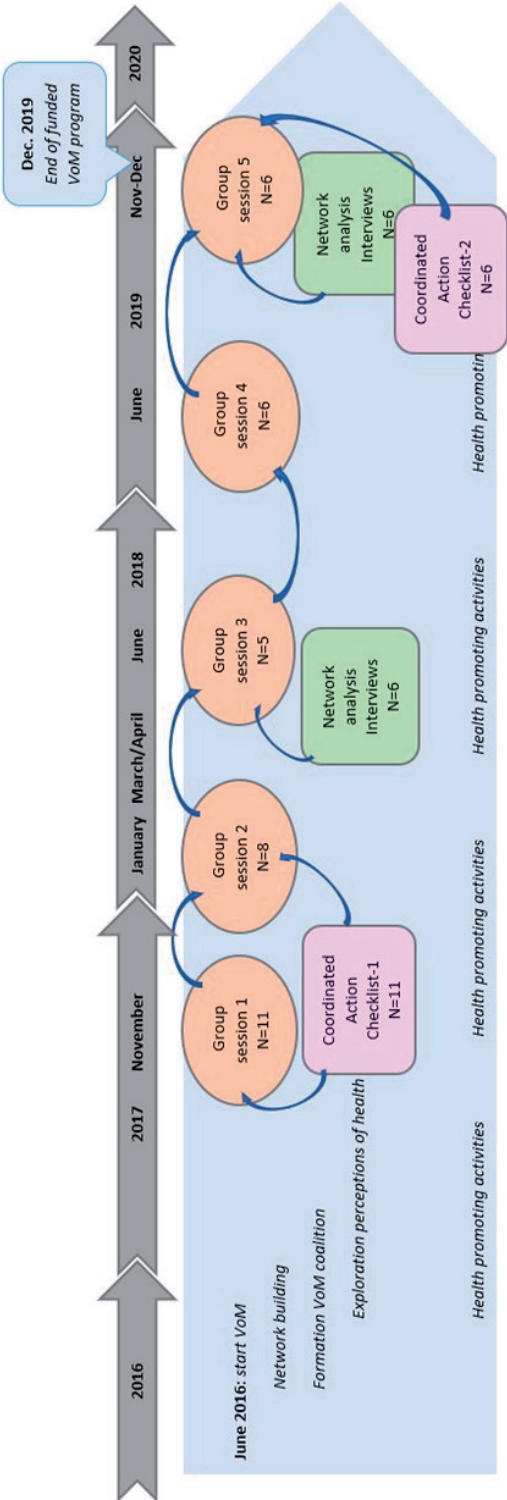 2016
2017
November
January
March/April
June
2018
June
2019
Nov-Dec
2020
Dec. 2019
End of funded
VoM program
June 2016: start VoM
Network building
Formation VoM coalition
Exploration perceptions of health
Group
session 1
N=11
Coordinated
Action
Checklist-1
N=11
Group
session 2
N=8
Group
session 3
N=5
Network
analysis
Interviews
N=6
Group
session 4
N=6
Group
session 5
N=6
Network
analysis
Interviews
N=6
Coordinated
Action
Checklist-2
N=6
Health promoting activities
Health promoting activities
Health promoting activities
Health promoting